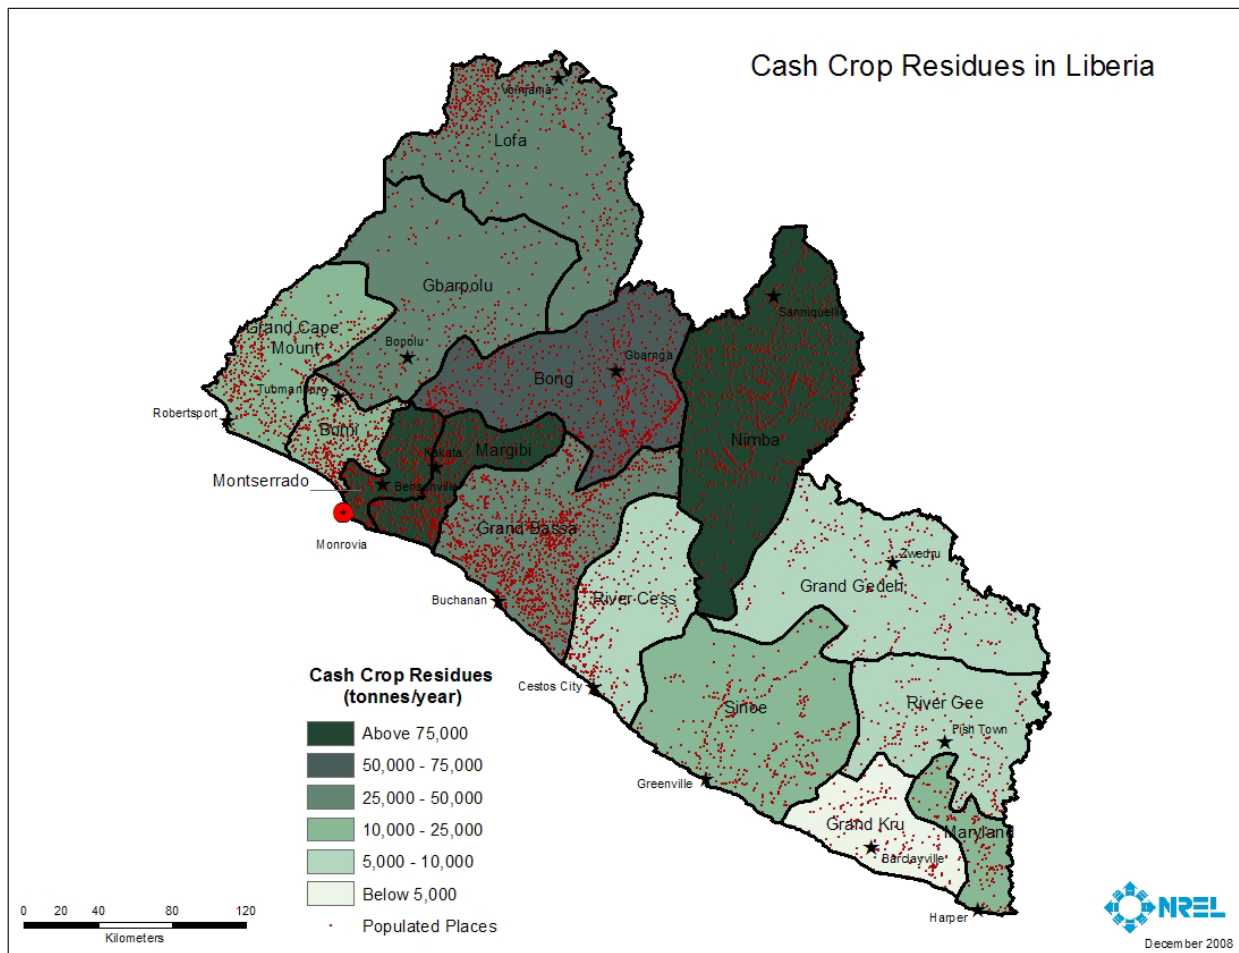 Cash Crop Residues in Liberia
Voinjama
Lofa
Gbarpolu
Sanniquellie
Grand Cape
Mount
Bopolu
Gbarnga
Bong
Tubmanburg
Robertsport
Bomi
Nimba
Kakata
Margibi
Montserrado
Bensonville
Grand Bassa
Monrovia
Zwedru
Grand Gedeh
Buchanan
River Cess
Cestos City
Sinoe
River Gee
Fish Town
Greenville
Grand Kru
Maryland
Barclayville
Harper
Cash Crop Residues
(tonnes/year)
Above 75,000
50,000 - 75,000
25,000 - 50,000
10,000 - 25,000
5,000 - 10,000
Below 5,000
Populated Places
0 20 40 80 120
Kilometers
NREL
December 2008